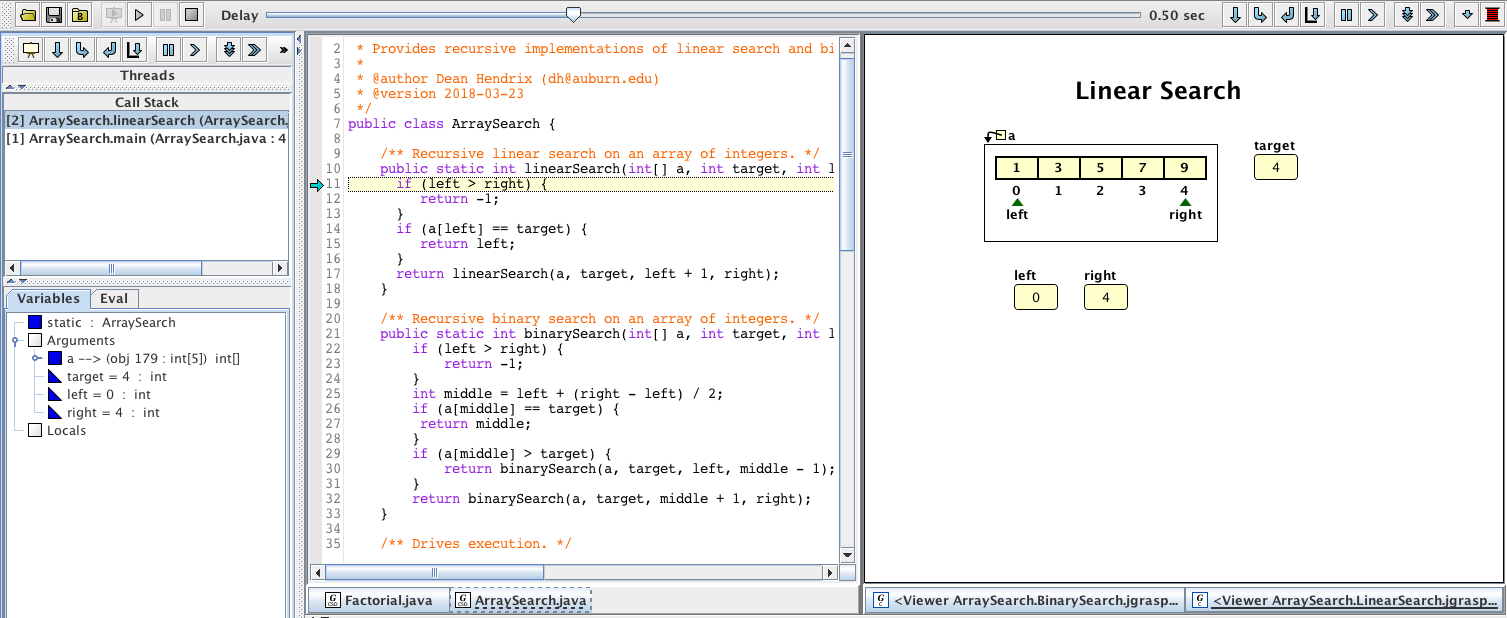 Delay 0.50 sec
Threads
Call Stack
[2] ArraySearch.linearSearch (ArraySearch.
[1] ArraySearch.main (ArraySearch.java : 4
Variables Eval
static : ArraySearch
Arguments
a --> (obj 179 : int[5]) int[]
target = 4 : int
left = 0 : int
right = 4 : int
Locals
2 * Provides recursive implementations of linear search and bi
3 *
4 * @author Dean Hendrix (dh@auburn.edu)
5 * @version 2018-03-23
6 */
7 public class ArraySearch {
8
9 /** Recursive linear search on an array of integers. */
10 public static int linearSearch(int[] a, int target, int l
11 if (left > right) {
12 return -1;
13 }
14 if (a[left] == target) {
15 return left;
16 }
17 return linearSearch(a, target, left + 1, right);
18 }
19
20 /** Recursive binary search on an array of integers. */
21 public static int binarySearch(int[] a, int target, int l
22 if (left > right) {
23 return -1;
24 }
25 int middle = left + (right - left) / 2;
26 if (a[middle] == target) {
27 return middle;
28 }
29 if (a[middle] > target) {
30 return binarySearch(a, target, left, middle - 1);
31 }
32 return binarySearch(a, target, middle + 1, right);
33 }
34
35 /** Drives execution. */
Factorial.java ArraySearch.java
Linear Search
a
1 3 5 7 9
0 1 2 3 4
left right
target
4
left right
0 4
<Viewer ArraySearch.BinarySearch.jgrasp... <Viewer ArraySearch.LinearSearch.jgrasp...